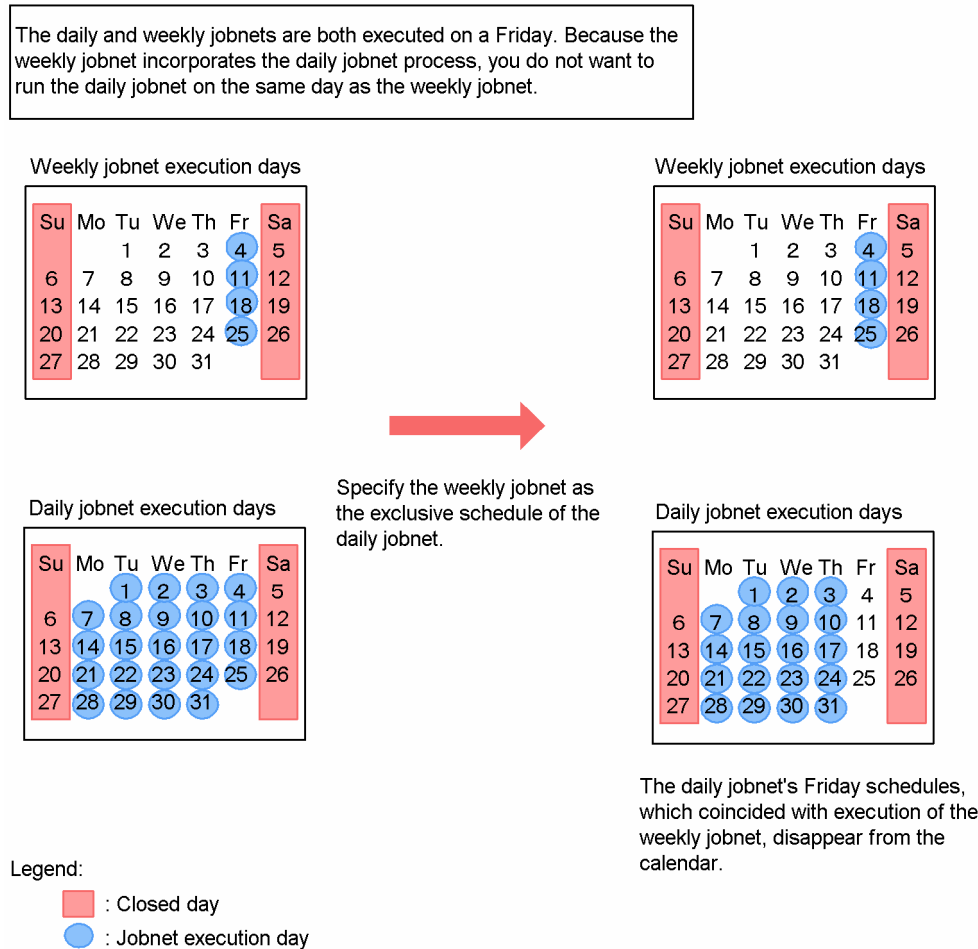 The daily and weekly jobnets are both executed on a Friday. Because the
weekly jobnet incorporates the daily jobnet process, you do not want to
run the daily jobnet on the same day as the weekly jobnet.
Weekly jobnet execution days
Su Mo Tu We Th Fr Sa
1 2 3 4 5
6 7 8 9 10 11 12
13 14 15 16 17 18 19
20 21 22 23 24 25 26
27 28 29 30 31
Weekly jobnet execution days
Su Mo Tu We Th Fr Sa
1 2 3 4 5
6 7 8 9 10 11 12
13 14 15 16 17 18 19
20 21 22 23 24 25 26
27 28 29 30 31
Specify the weekly jobnet as
the exclusive schedule of the
daily jobnet.
Daily jobnet execution days
Su Mo Tu We Th Fr Sa
1 2 3 4 5
6 7 8 9 10 11 12
13 14 15 16 17 18 19
20 21 22 23 24 25 26
27 28 29 30 31
Daily jobnet execution days
Su Mo Tu We Th Fr Sa
1 2 3 4 5
6 7 8 9 10 11 12
13 14 15 16 17 18 19
20 21 22 23 24 25 26
27 28 29 30 31
The daily jobnet's Friday schedules,
which coincided with execution of the
weekly jobnet, disappear from the
calendar.
Legend:
: Closed day
: Jobnet execution day